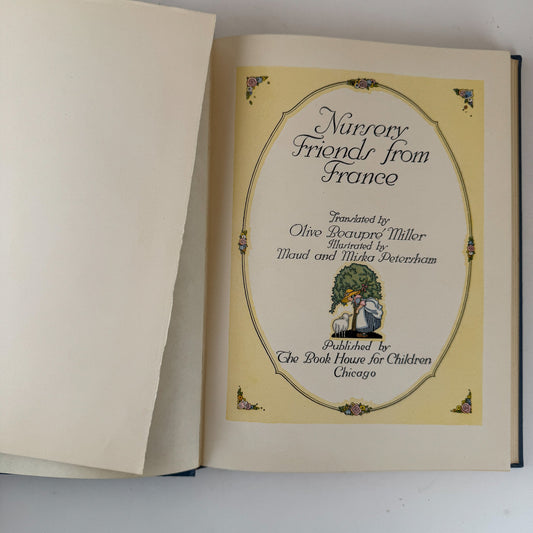 Nursery
Friends from
France
Translated by
Olive Beaupré Miller
Illustrated by
Maud and Miska Petersham
Published by
The Book House for Children
Chicago